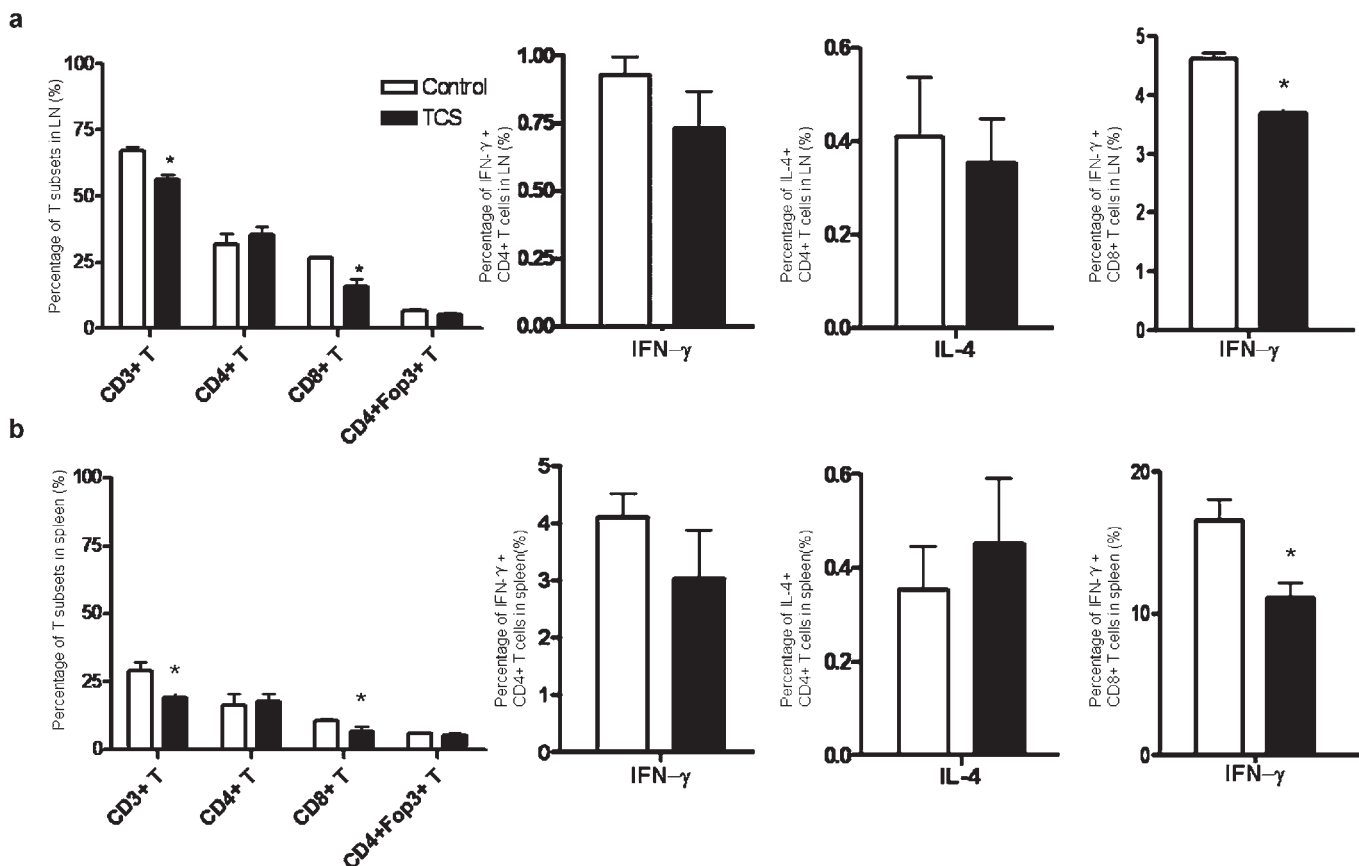 a
Percentage of T subsets in LN (%)
100
75
50
25
0
Control
TCS
*
*
CD3+ T
CD4+ T
CD8+ T
CD4+Fop3+ T
Percentage of IFN-γ +
CD4+ T cells in LN (%)
1.00
0.75
0.50
0.25
0.00
IFN–γ
Percentage of IL-4+
CD4+ T cells in LN (%)
0.6
0.4
0.2
0.0
IL-4
Percentage of IFN-γ +
CD8+ T cells in LN (%)
5
4
3
2
1
0
*
IFN–γ
b
Percentage of T subsets in spleen (%)
100
75
50
25
0
*
*
CD3+ T
CD4+ T
CD8+ T
CD4+Fop3+ T
Percentage of IFN-γ +
CD4+ T cells in spleen(%)
5
4
3
2
1
0
IFN–γ
Percentage of IL-4+
CD4+ T cells in spleen(%)
0.6
0.4
0.2
0.0
IL-4
Percentage of IFN-γ +
CD8+ T cells in spleen (%)
20
10
0
*
IFN–γ